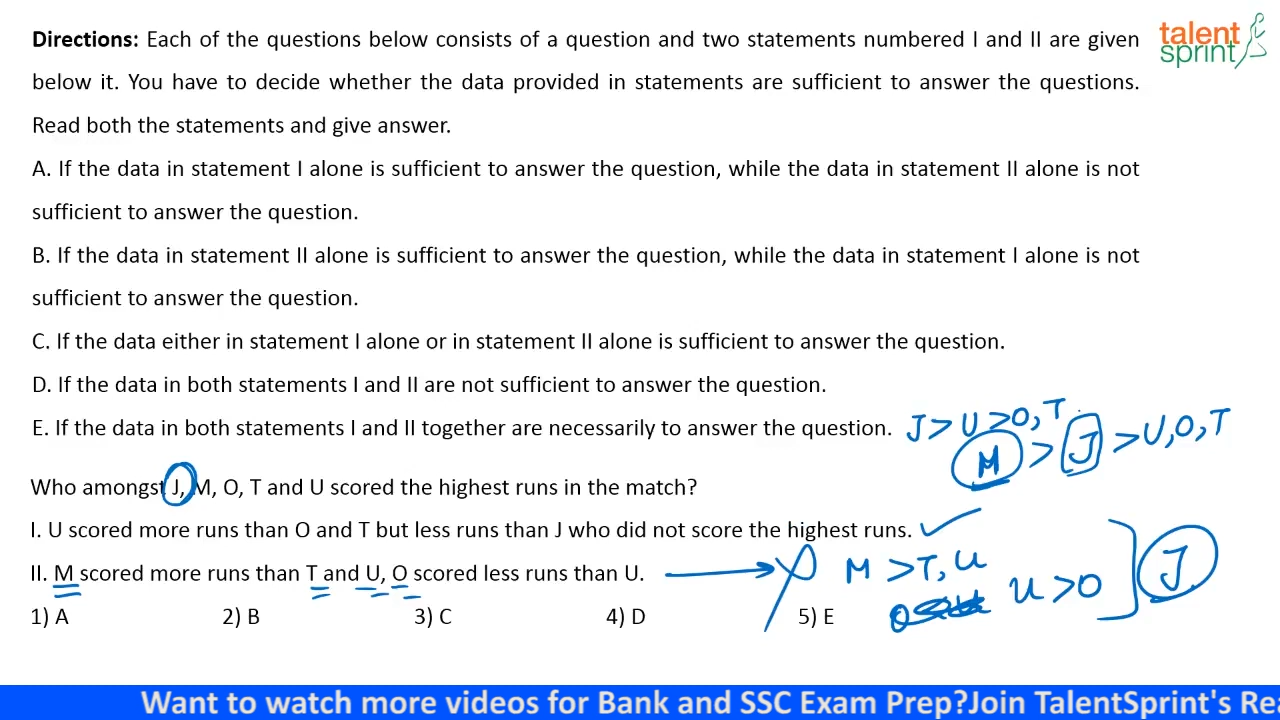 Directions: Each of the questions below consists of a question and two statements numbered I and II are given
talent
sprint
below it. You have to decide whether the data provided in statements are sufficient to answer the questions.
Read both the statements and give answer.
A. If the data in statement I alone is sufficient to answer the question, while the data in statement II alone is not
sufficient to answer the question.
B. If the data in statement II alone is sufficient to answer the question, while the data in statement I alone is not
sufficient to answer the question.
C. If the data either in statement I alone or in statement II alone is sufficient to answer the question.
D. If the data in both statements I and II are not sufficient to answer the question.
E. If the data in both statements I and II together are necessarily to answer the question.
J > U > O, T
M > J > U, O, T
Who amongst J, M, O, T and U scored the highest runs in the match?
I. U scored more runs than O and T but less runs than J who did not score the highest runs.
II. M scored more runs than T and U, O scored less runs than U.
M > T, U
U > O
J
1) A 2) B 3) C 4) D 5) E
Want to watch more videos for Bank and SSC Exam Prep?Join TalentSprint's Re